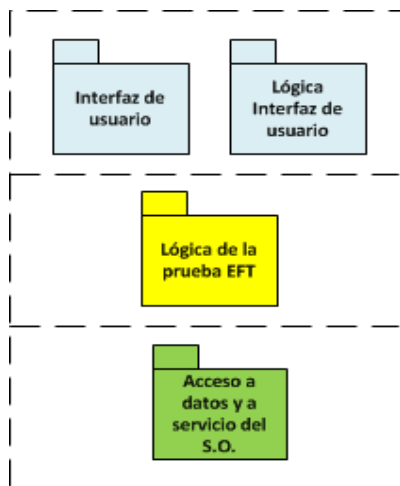 Interfaz de
usuario
Lógica
Interfaz de
usuario
Lógica de la
prueba EFT
Acceso a
datos y a
servicio del
S.O.